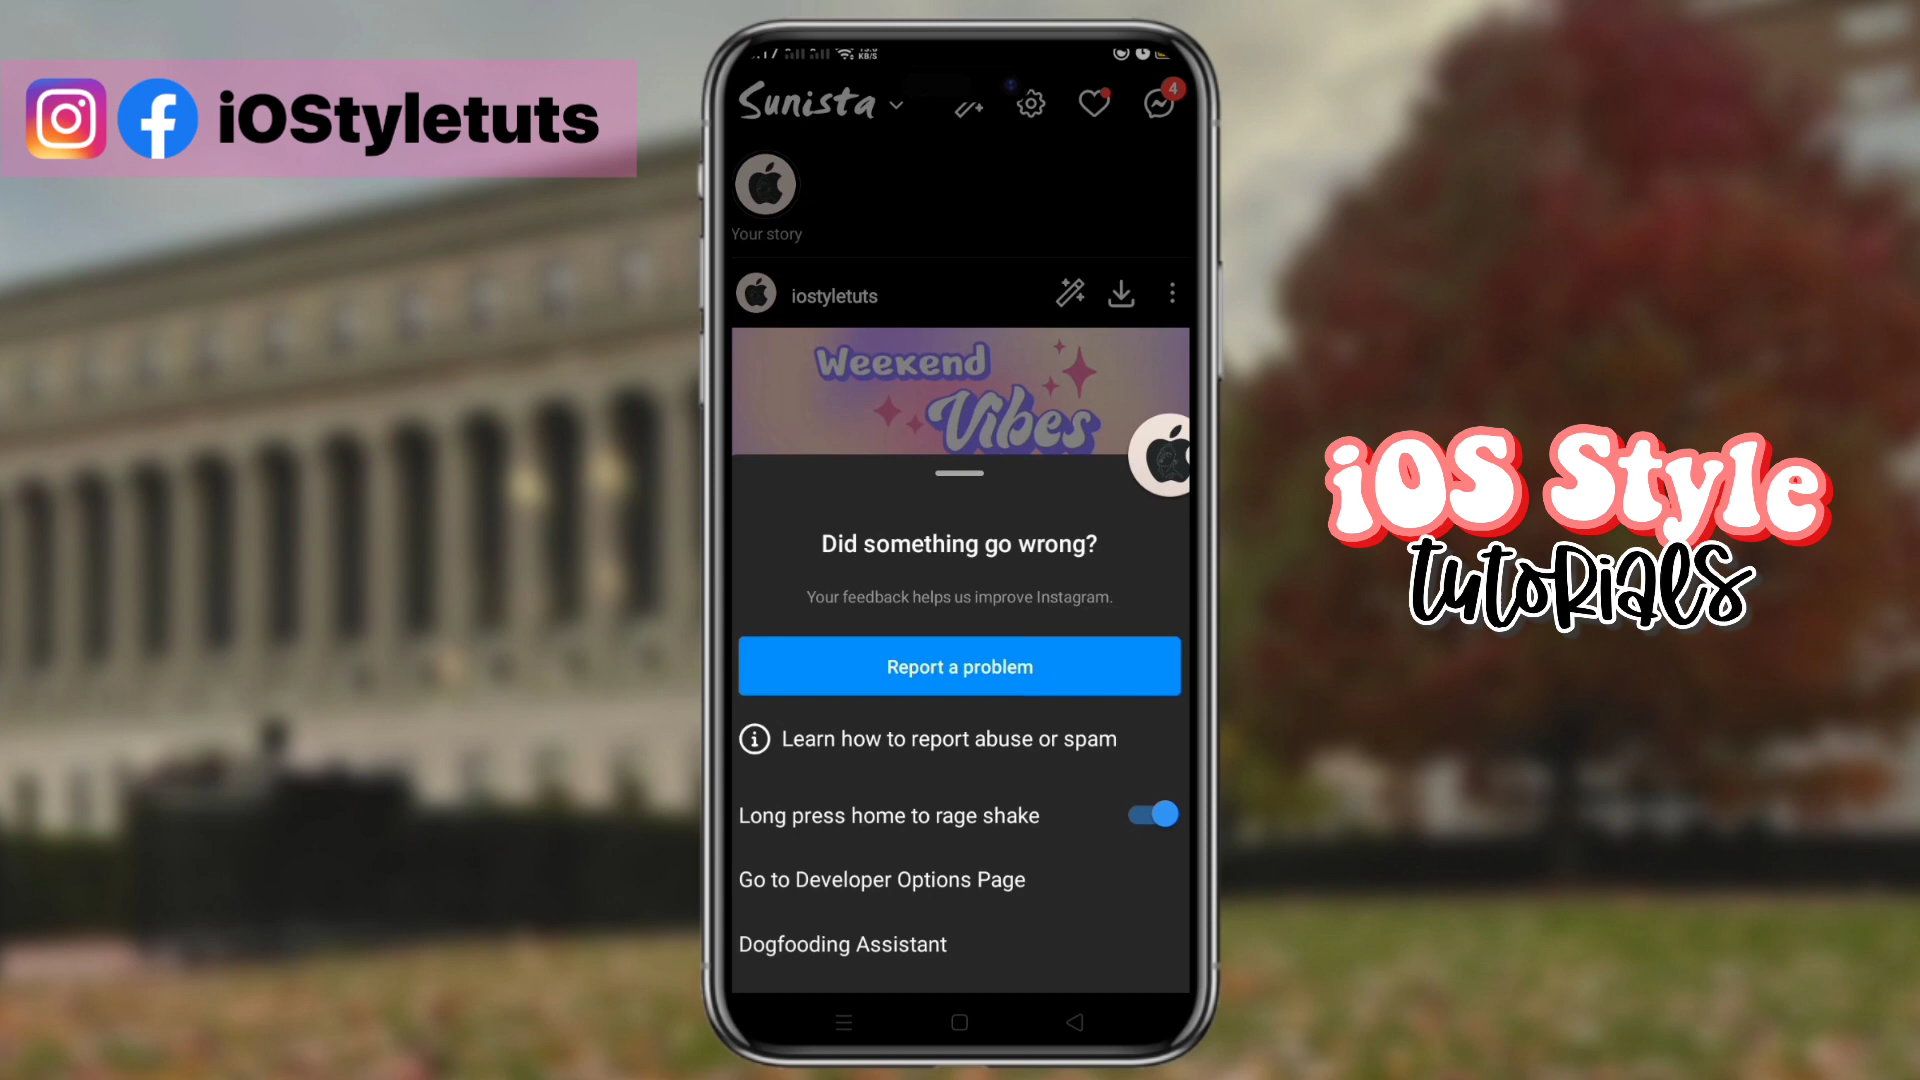 iOStyletuts
KB/S
Sunista
4
Your story
iostyletuts
Weekend
Vibes
Did something go wrong?
Your feedback helps us improve Instagram.
Report a problem
Learn how to report abuse or spam
Long press home to rage shake
Go to Developer Options Page
Dogfooding Assistant
iOS Style
tutorials